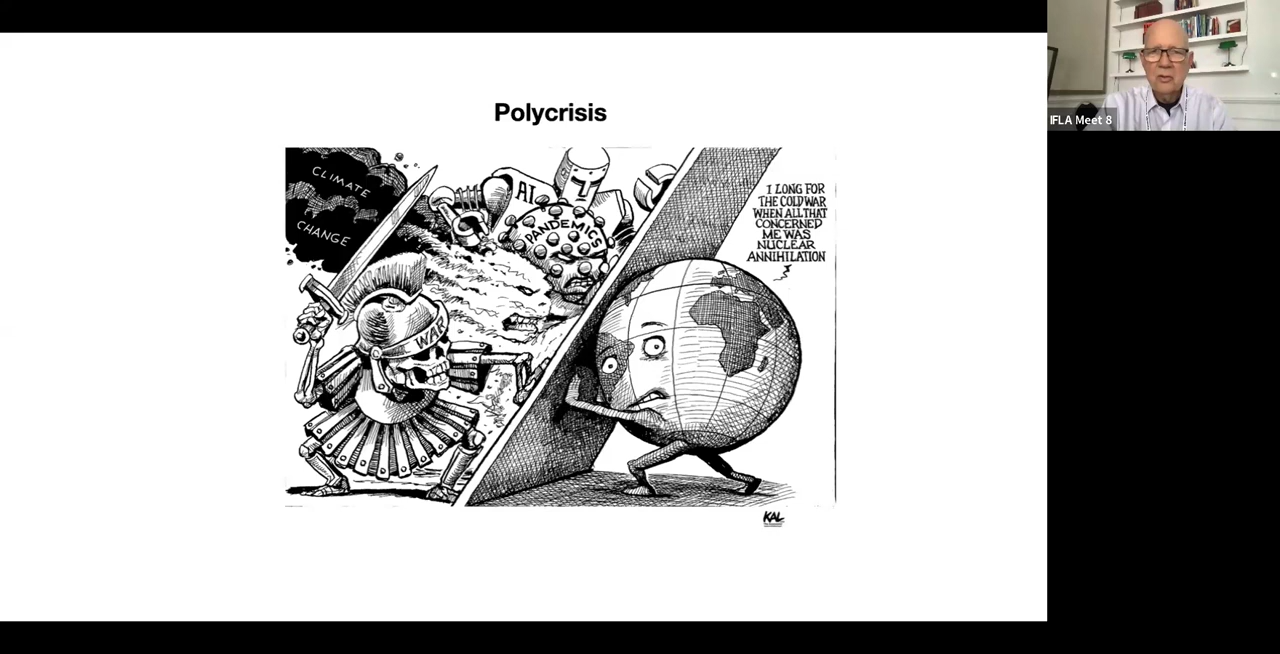 Polycrisis
CLIMATE
CHANGE
AI
PANDEMICS
WAR
I LONG FOR
THE COLD WAR
WHEN ALL THAT
CONCERNED
ME WAS
NUCLEAR
ANNIHILATION
KAL
IFLA Meet 8